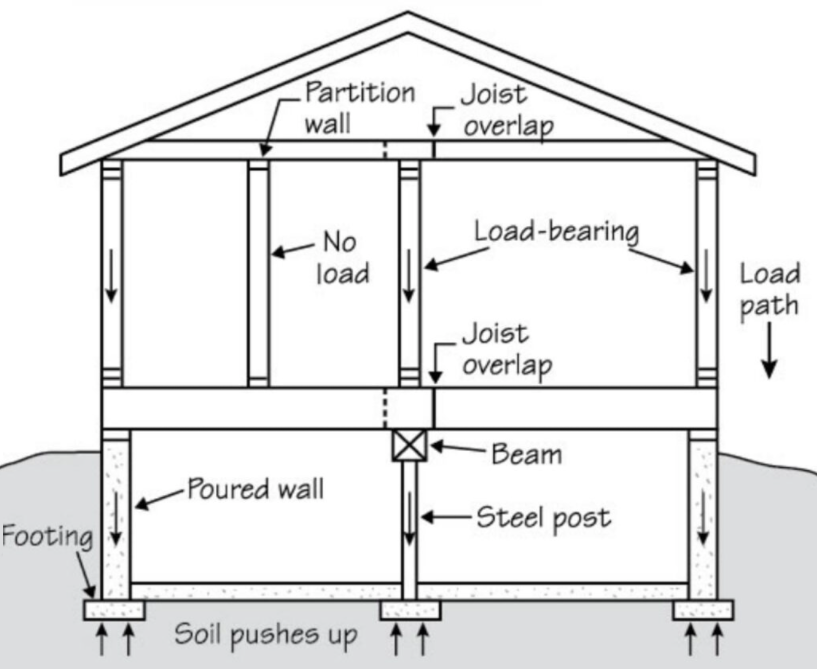 Partition
wall
Joist
overlap
No
load
Load-bearing
Load
path
Joist
overlap
Beam
Poured wall
Steel post
Footing
Soil pushes up